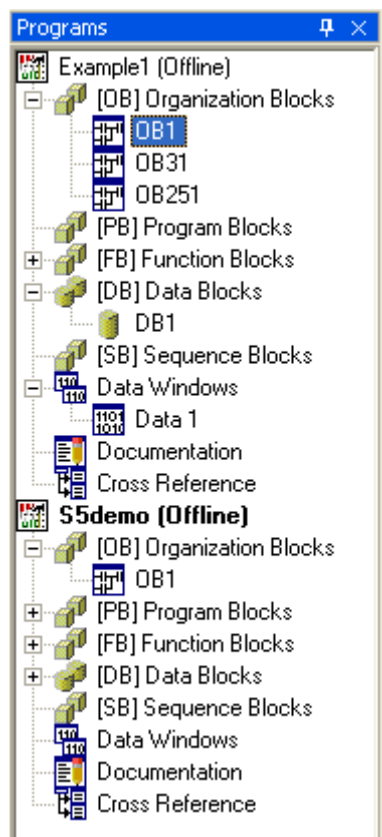 Programs
Example1 (Offline)
[OB] Organization Blocks
OB1
OB31
OB251
[PB] Program Blocks
[FB] Function Blocks
[DB] Data Blocks
DB1
[SB] Sequence Blocks
Data Windows
Data 1
Documentation
Cross Reference
S5demo (Offline)
[OB] Organization Blocks
OB1
[PB] Program Blocks
[FB] Function Blocks
[DB] Data Blocks
[SB] Sequence Blocks
Data Windows
Documentation
Cross Reference